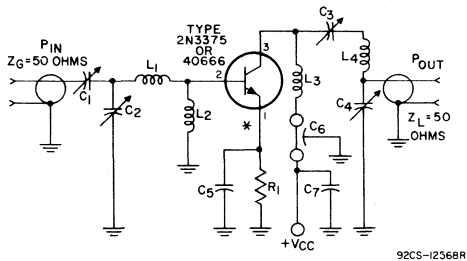 TYPE
2N3375
OR
40666
PIN
ZG=50 OHMS
C1
C2
L1
L2
2
3
1
*
C3
L3
L4
C4
POUT
ZL=50
OHMS
C5
R1
C6
C7
+VCC
92CS-12568R